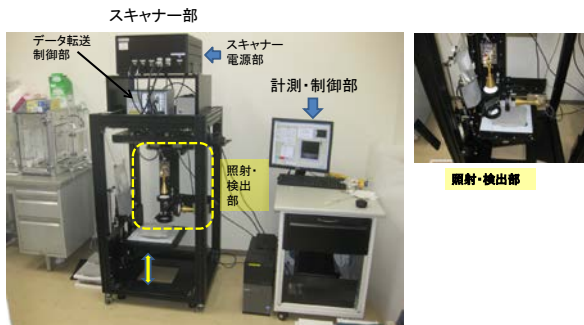 スキャナー部
データ転送
制御部
スキャナー
電源部
計測・制御部
照射・
検出
部
照射・検出部